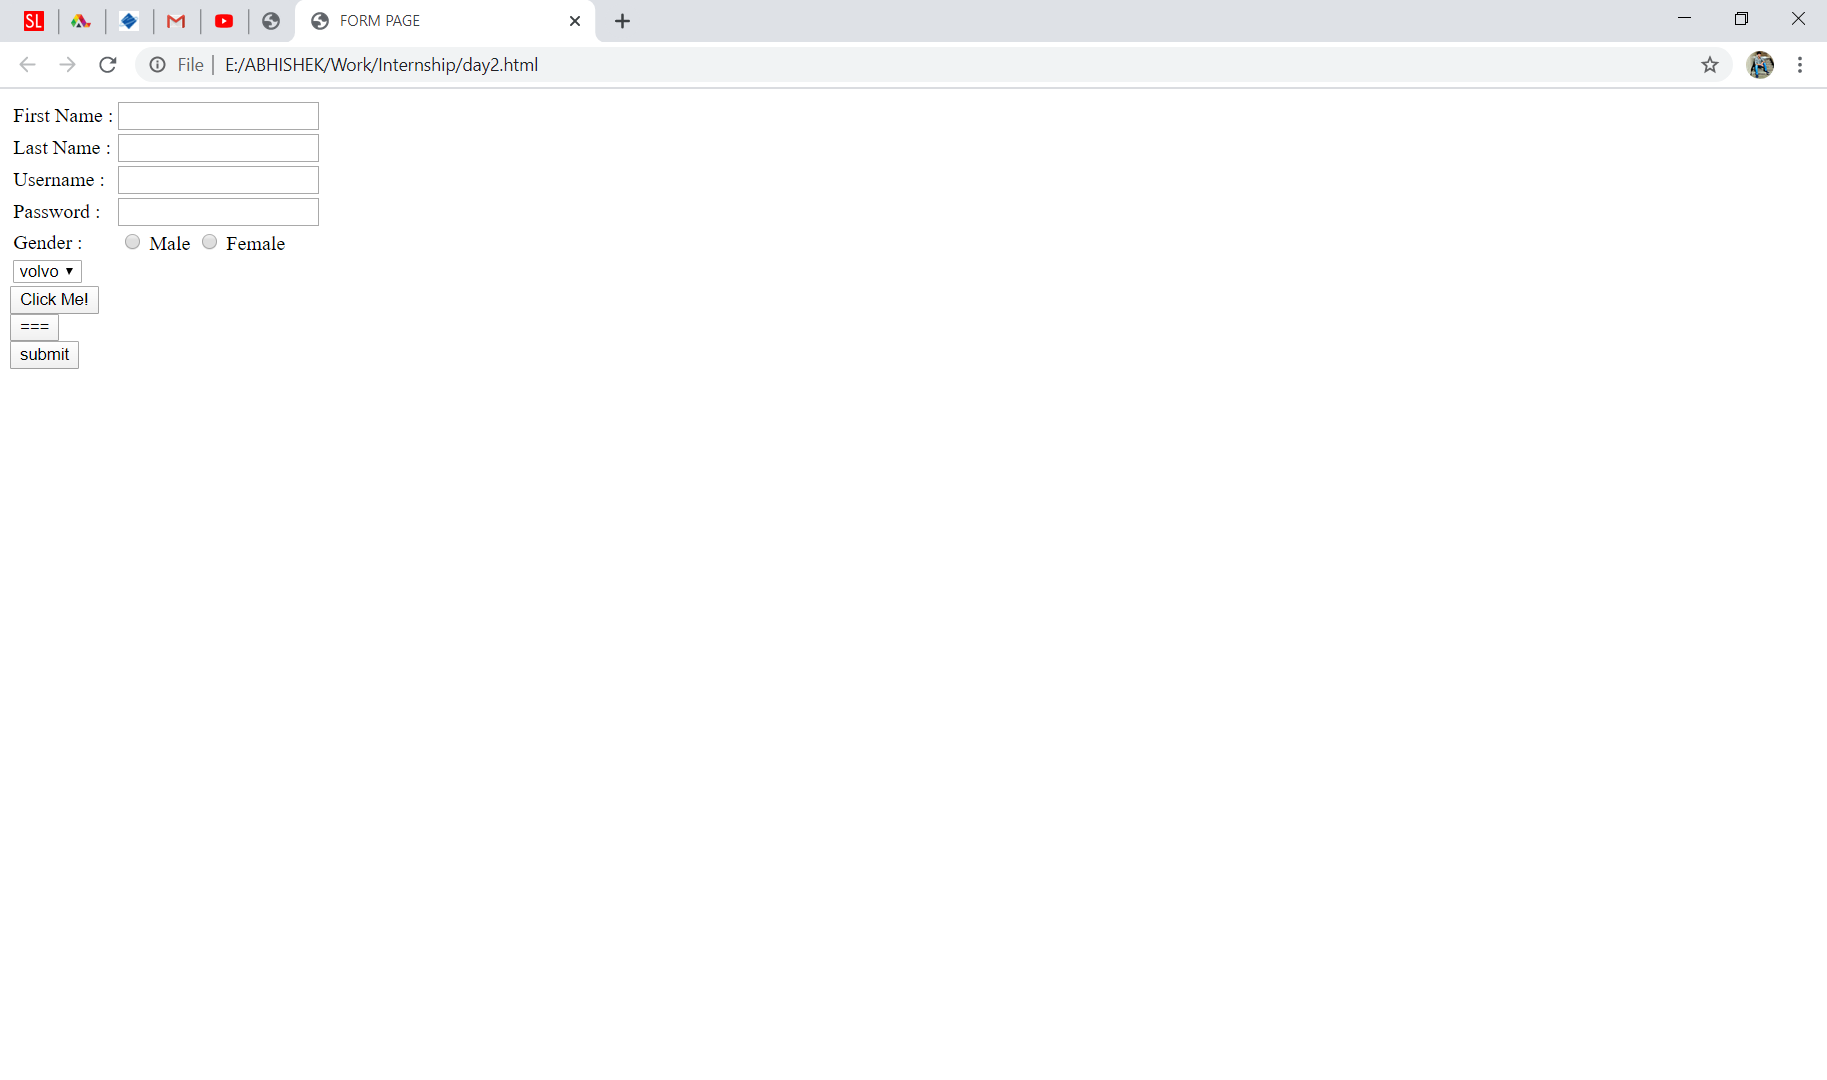 SL
FORM PAGE
File | E:/ABHISHEK/Work/Internship/day2.html
First Name :
Last Name :
Username :
Password :
Gender : Male Female
volvo
Click Me!
===
submit